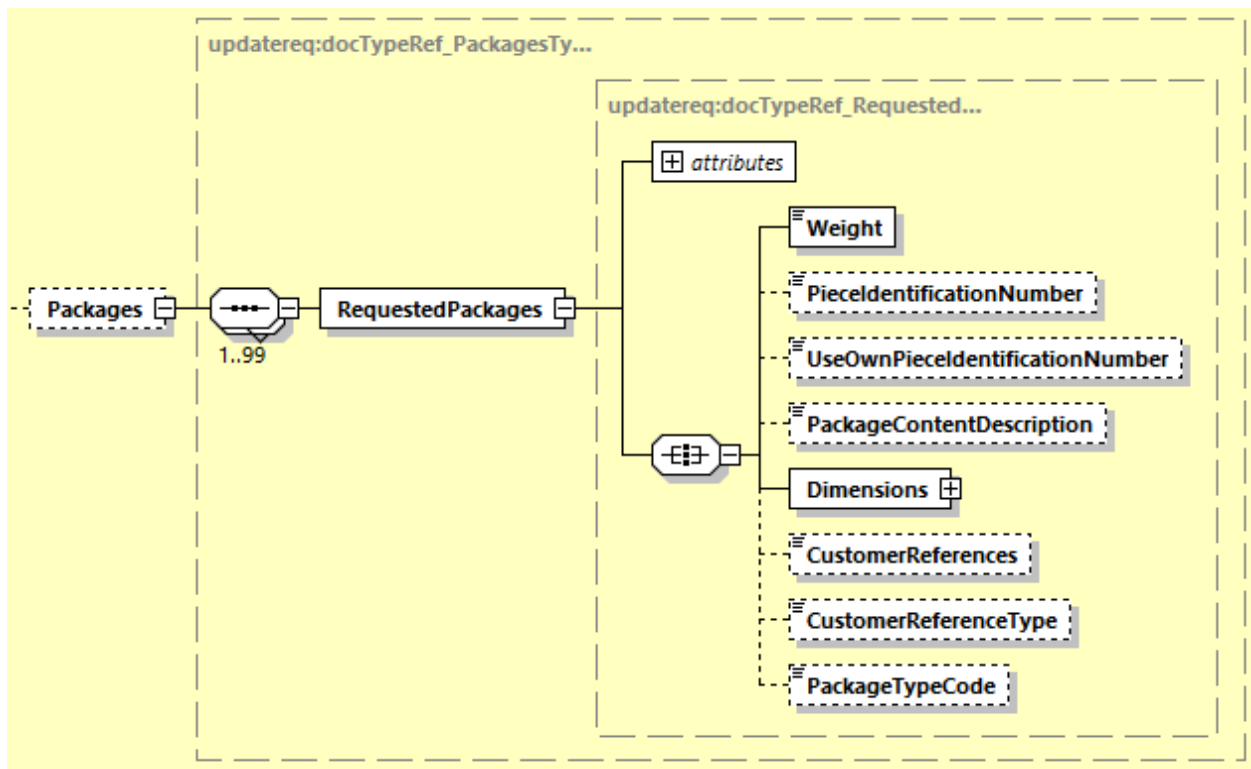 updatereq:docTypeRef_PackagesTy...
updatereq:docTypeRef_Requested...
attributes
Weight
PieceIdentificationNumber
Packages
RequestedPackages
1..99
UseOwnPieceIdentificationNumber
PackageContentDescription
Dimensions
CustomerReferences
CustomerReferenceType
PackageTypeCode